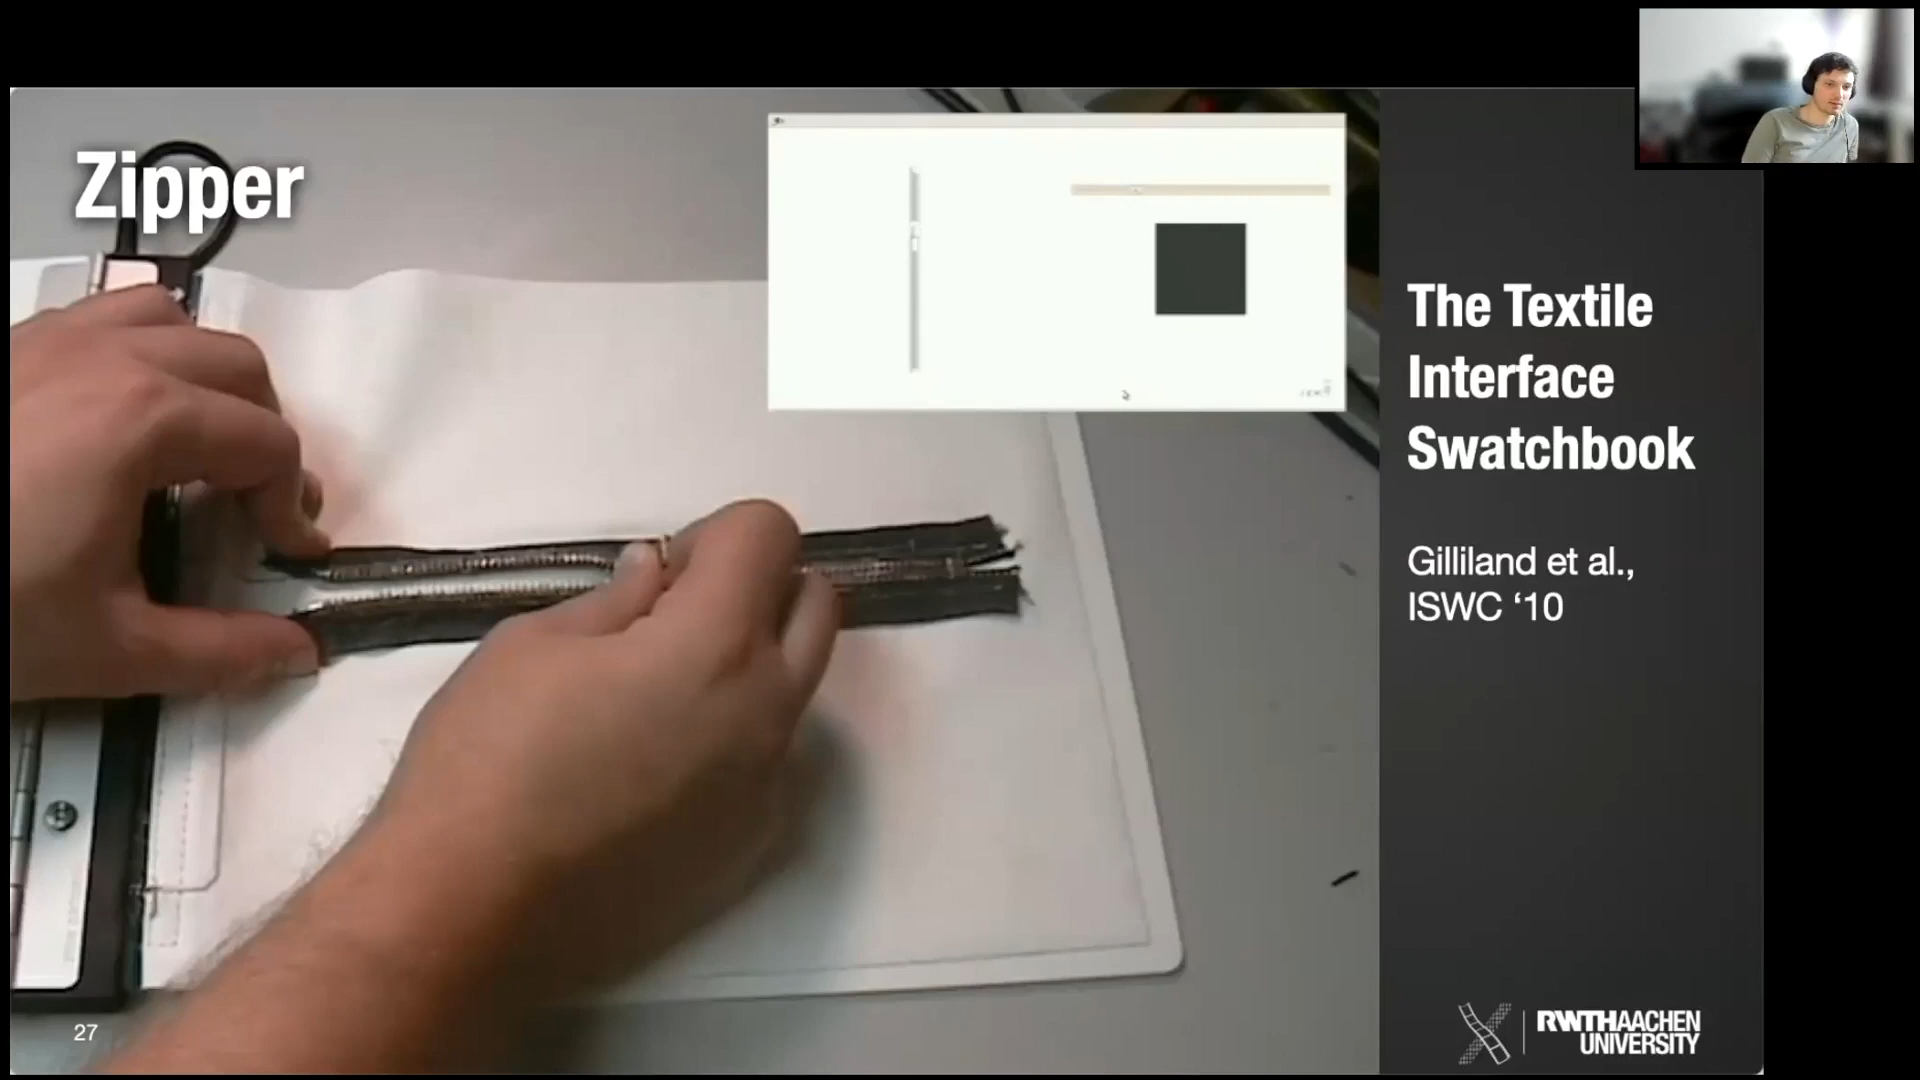 Zipper
The Textile
Interface
Swatchbook
Gilliland et al.,
ISWC ‘10
27
RWTHAACHEN
UNIVERSITY